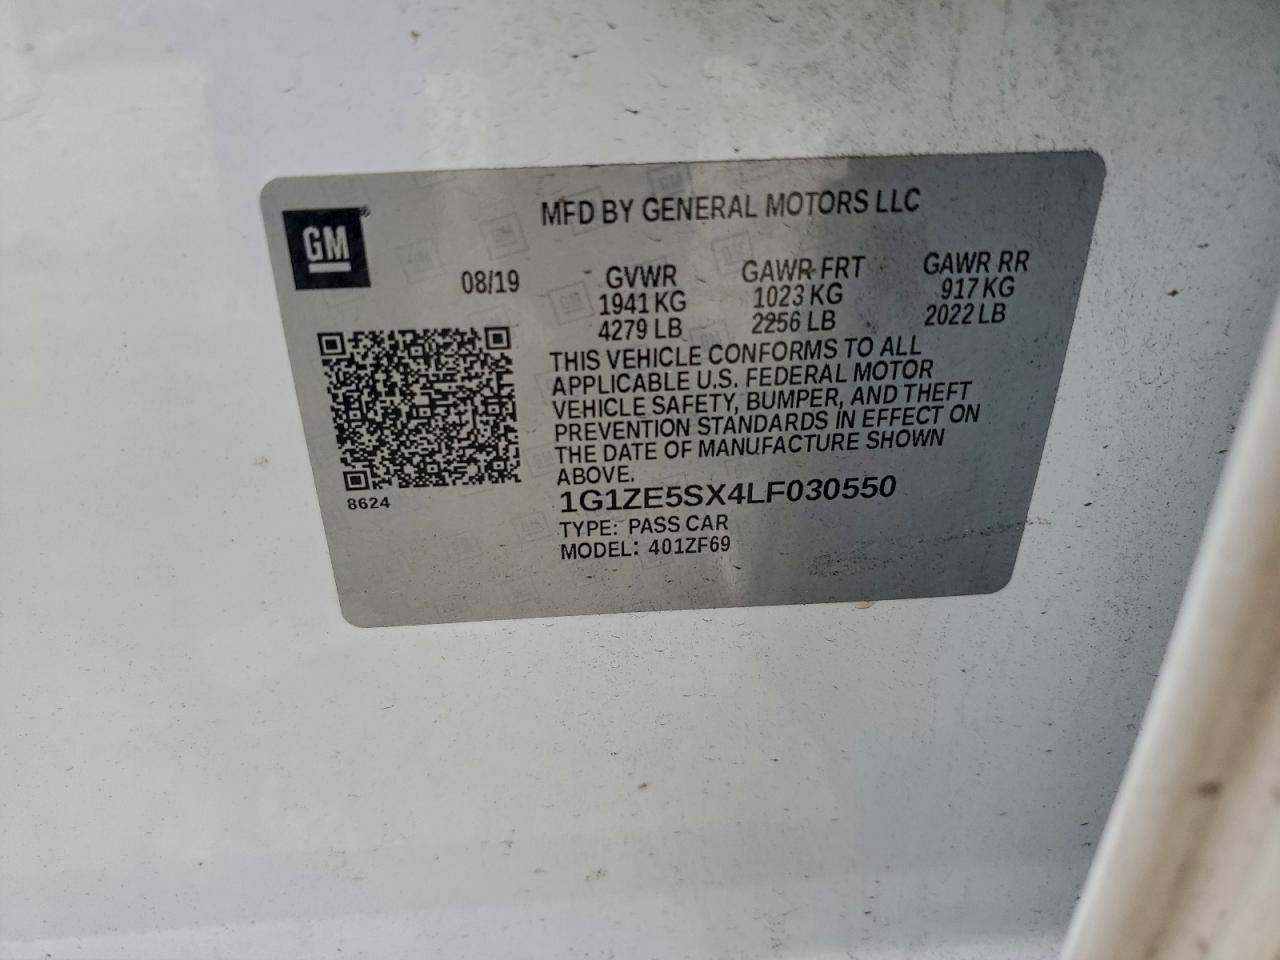 MFD BY GENERAL MOTORS LLC
GM®
08/19 GVWR GAWR FRT GAWR RR
1941 KG 1023 KG 917 KG
4279 LB 2256 LB 2022 LB
THIS VEHICLE CONFORMS TO ALL
APPLICABLE U.S. FEDERAL MOTOR
VEHICLE SAFETY, BUMPER, AND THEFT
PREVENTION STANDARDS IN EFFECT ON
THE DATE OF MANUFACTURE SHOWN
ABOVE.
8624
1G1ZE5SX4LF030550
TYPE: PASS CAR
MODEL: 401ZF69